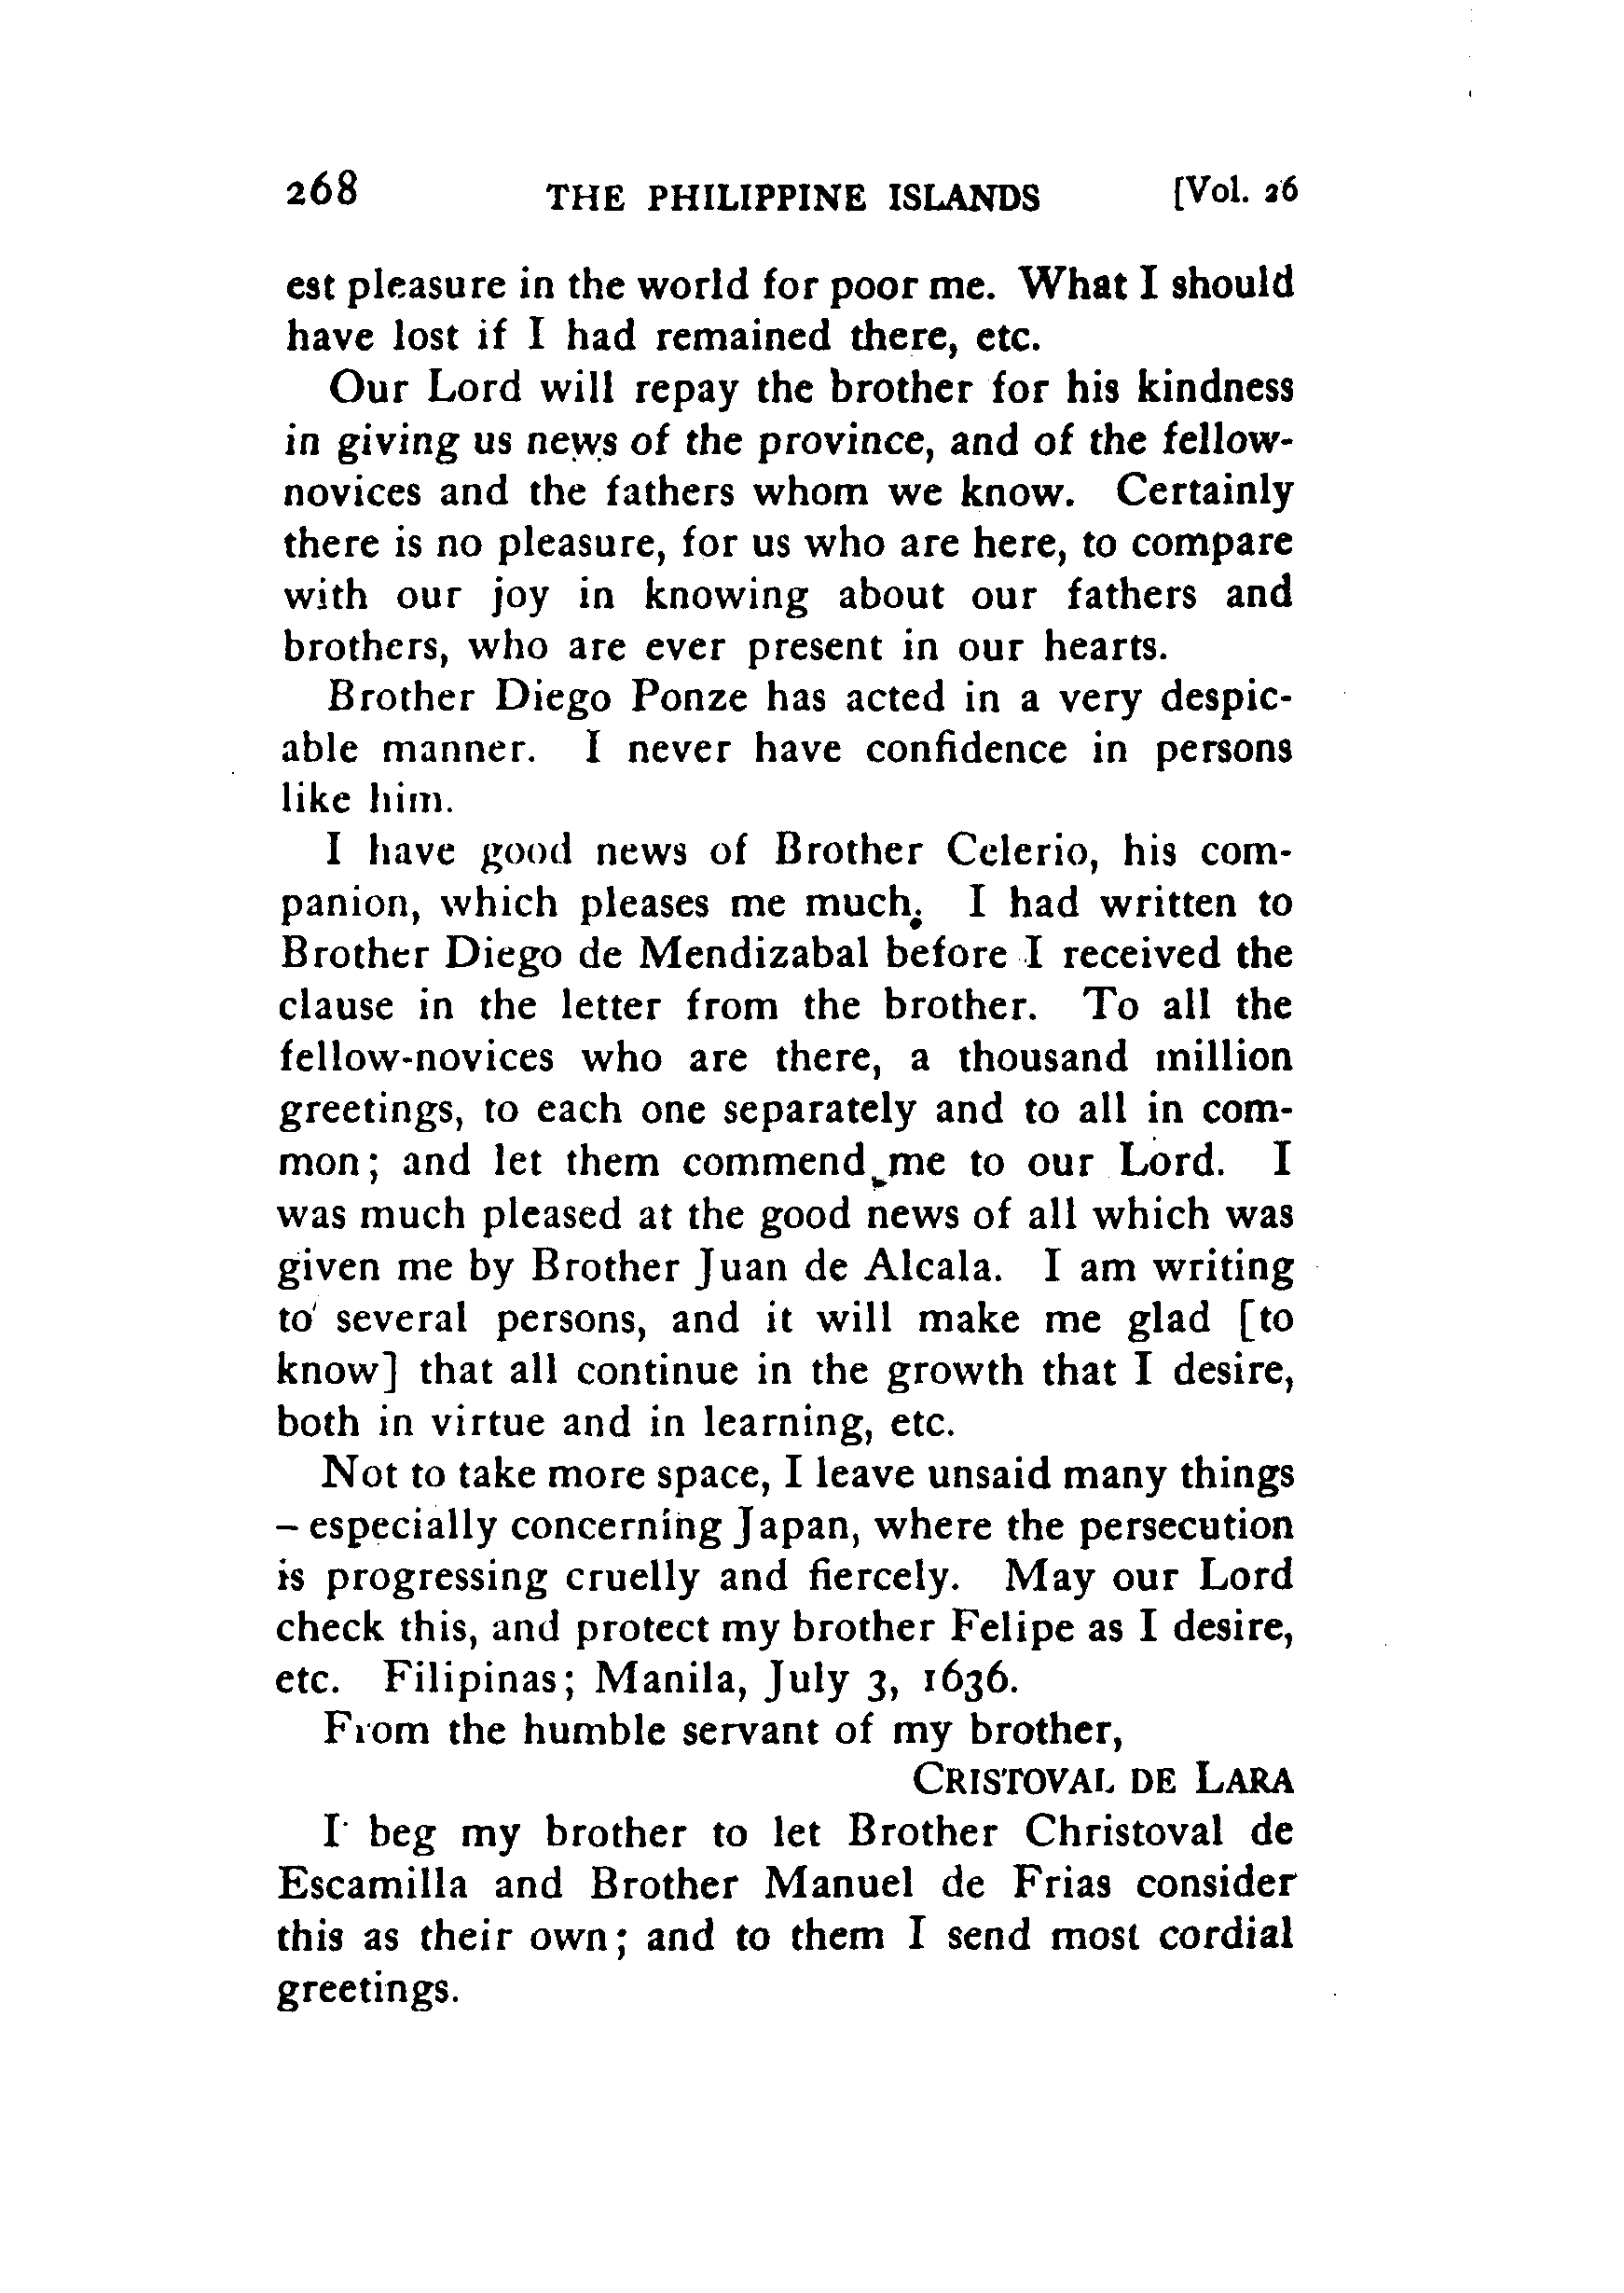 268 THE PHILIPPINE ISLANDS [Vol. 26
est pleasure in the world for poor me. What I should
have lost if I had remained there, etc.
Our Lord will repay the brother for his kindness
in giving us news of the province, and of the fellow-
novices and the fathers whom we know. Certainly
there is no pleasure, for us who are here, to compare
with our joy in knowing about our fathers and
brothers, who are ever present in our hearts.
Brother Diego Ponze has acted in a very despic-
able manner. I never have confidence in persons
like him.
I have good news of Brother Celerio, his com-
panion, which pleases me much. I had written to
Brother Diego de Mendizabal before I received the
clause in the letter from the brother. To all the
fellow-novices who are there, a thousand million
greetings, to each one separately and to all in com-
mon; and let them commend me to our Lord. I
was much pleased at the good news of all which was
given me by Brother Juan de Alcala. I am writing
to several persons, and it will make me glad [to
know] that all continue in the growth that I desire,
both in virtue and in learning, etc.
Not to take more space, I leave unsaid many things
– especially concerning Japan, where the persecution
is progressing cruelly and fiercely. May our Lord
check this, and protect my brother Felipe as I desire,
etc. Filipinas; Manila, July 3, 1636.
From the humble servant of my brother,
CRISTOVAL DE LARA
I beg my brother to let Brother Christoval de
Escamilla and Brother Manuel de Frias consider
this as their own; and to them I send most cordial
greetings.